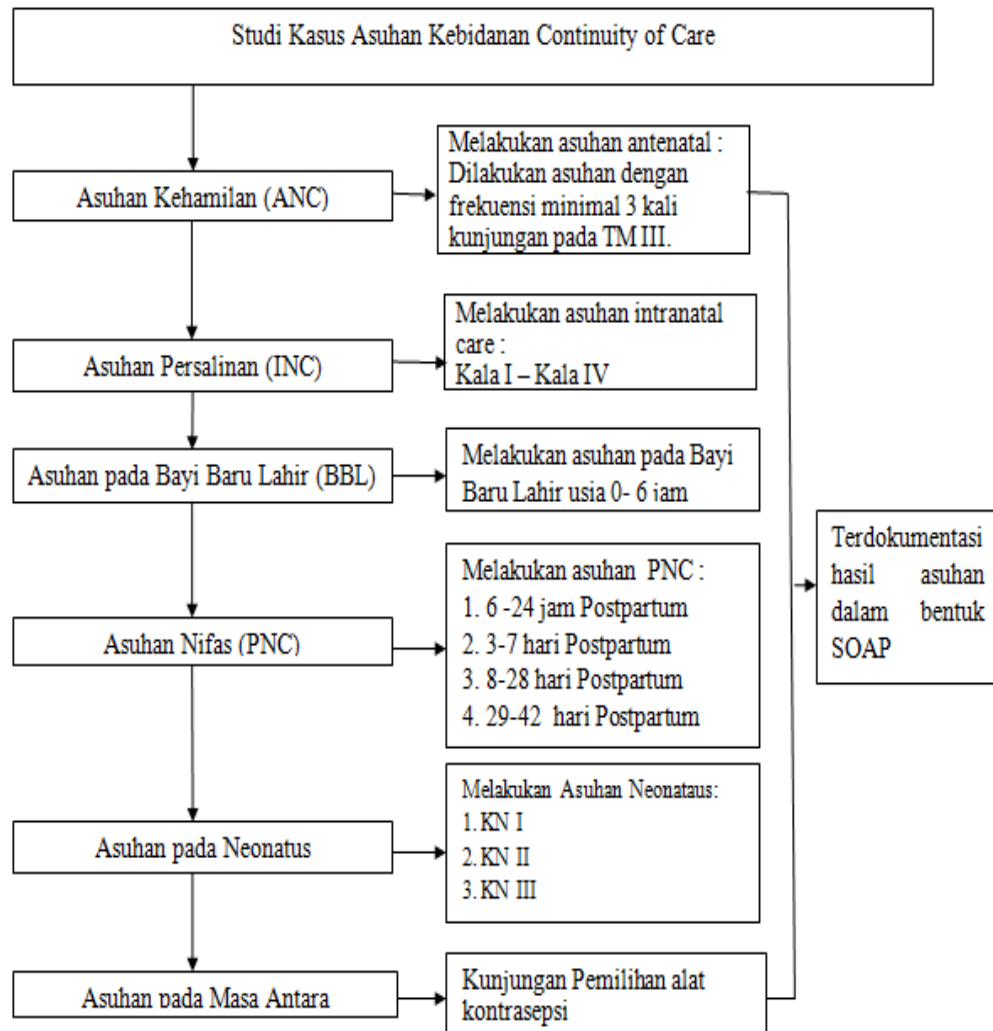 Studi Kasus Asuhan Kebidanan Continuity of Care
Asuhan Kehamilan (ANC)
Melakukan asuhan antenatal :
Dilakukan asuhan dengan
frekuensi minimal 3 kali
kunjungan pada TM III.
Asuhan Persalinan (INC)
Melakukan asuhan intranatal
care :
Kala I – Kala IV
Asuhan pada Bayi Baru Lahir (BBL)
Melakukan asuhan pada Bayi
Baru Lahir usia 0- 6 jam
Asuhan Nifas (PNC)
Melakukan asuhan PNC :
1. 6 -24 jam Postpartum
2. 3-7 hari Postpartum
3. 8-28 hari Postpartum
4. 29-42 hari Postpartum
Terdokumentasi
hasil asuhan
dalam bentuk
SOAP
Asuhan pada Neonatus
Melakukan Asuhan Neonataus:
1. KN I
2. KN II
3. KN III
Asuhan pada Masa Antara
Kunjungan Pemilihan alat
kontrasepsi